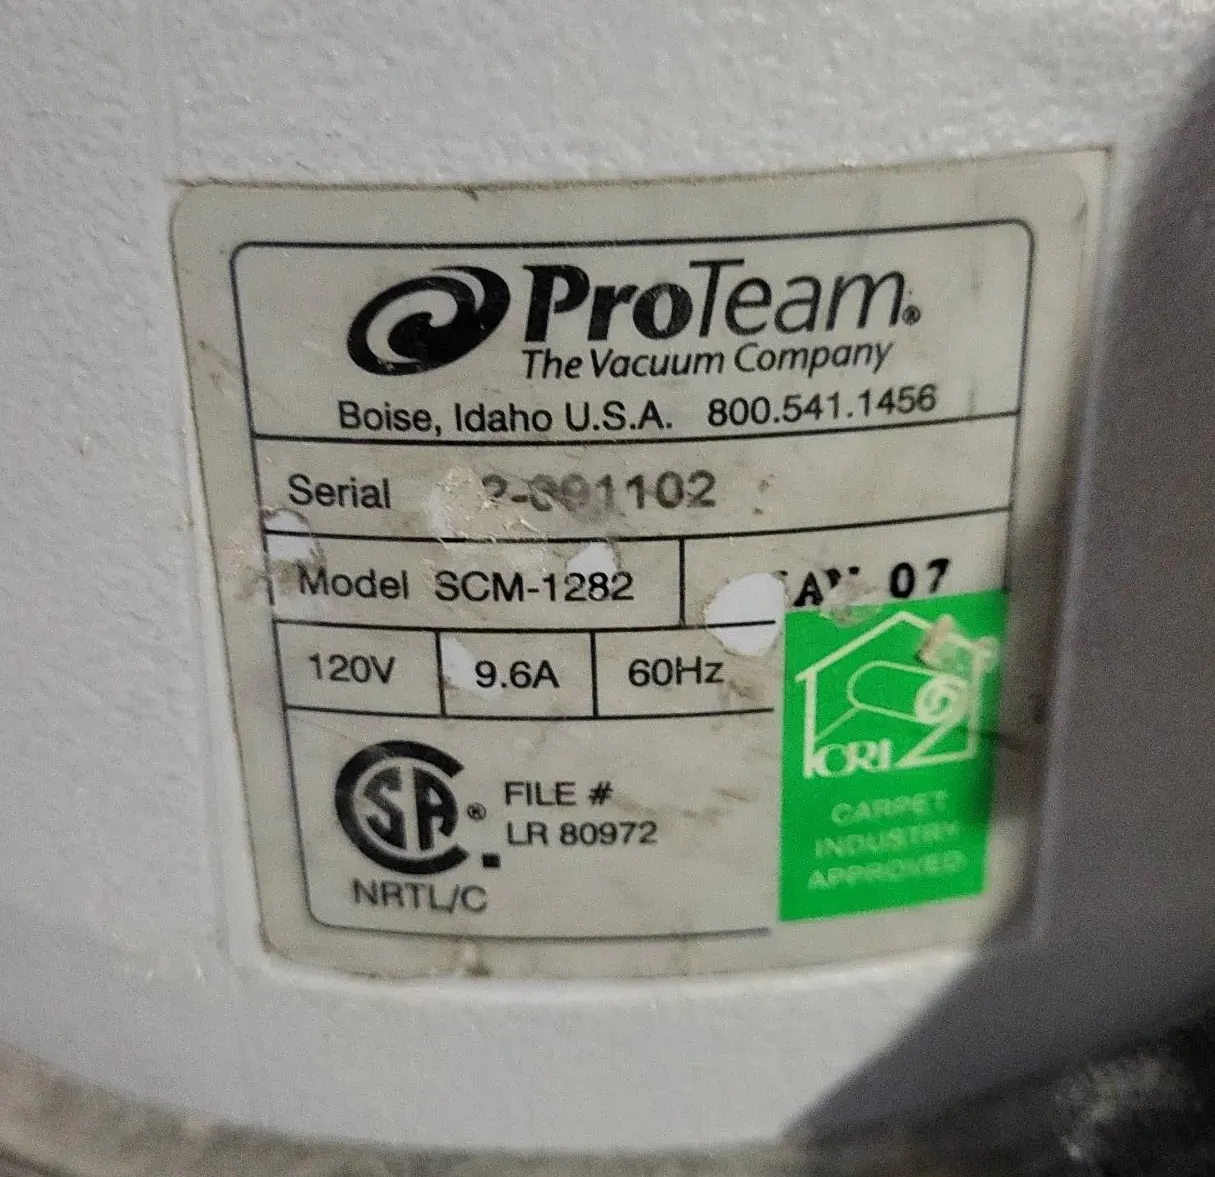 ProTeam®
The Vacuum Company
Boise, Idaho U.S.A. 800.541.1456
Serial
Model SCM-1282
07
120V 9.6A 60Hz
CSA®
FILE #
LR 80972
NRTL/C
CRI
CARPET
INDUSTRY
APPROVED